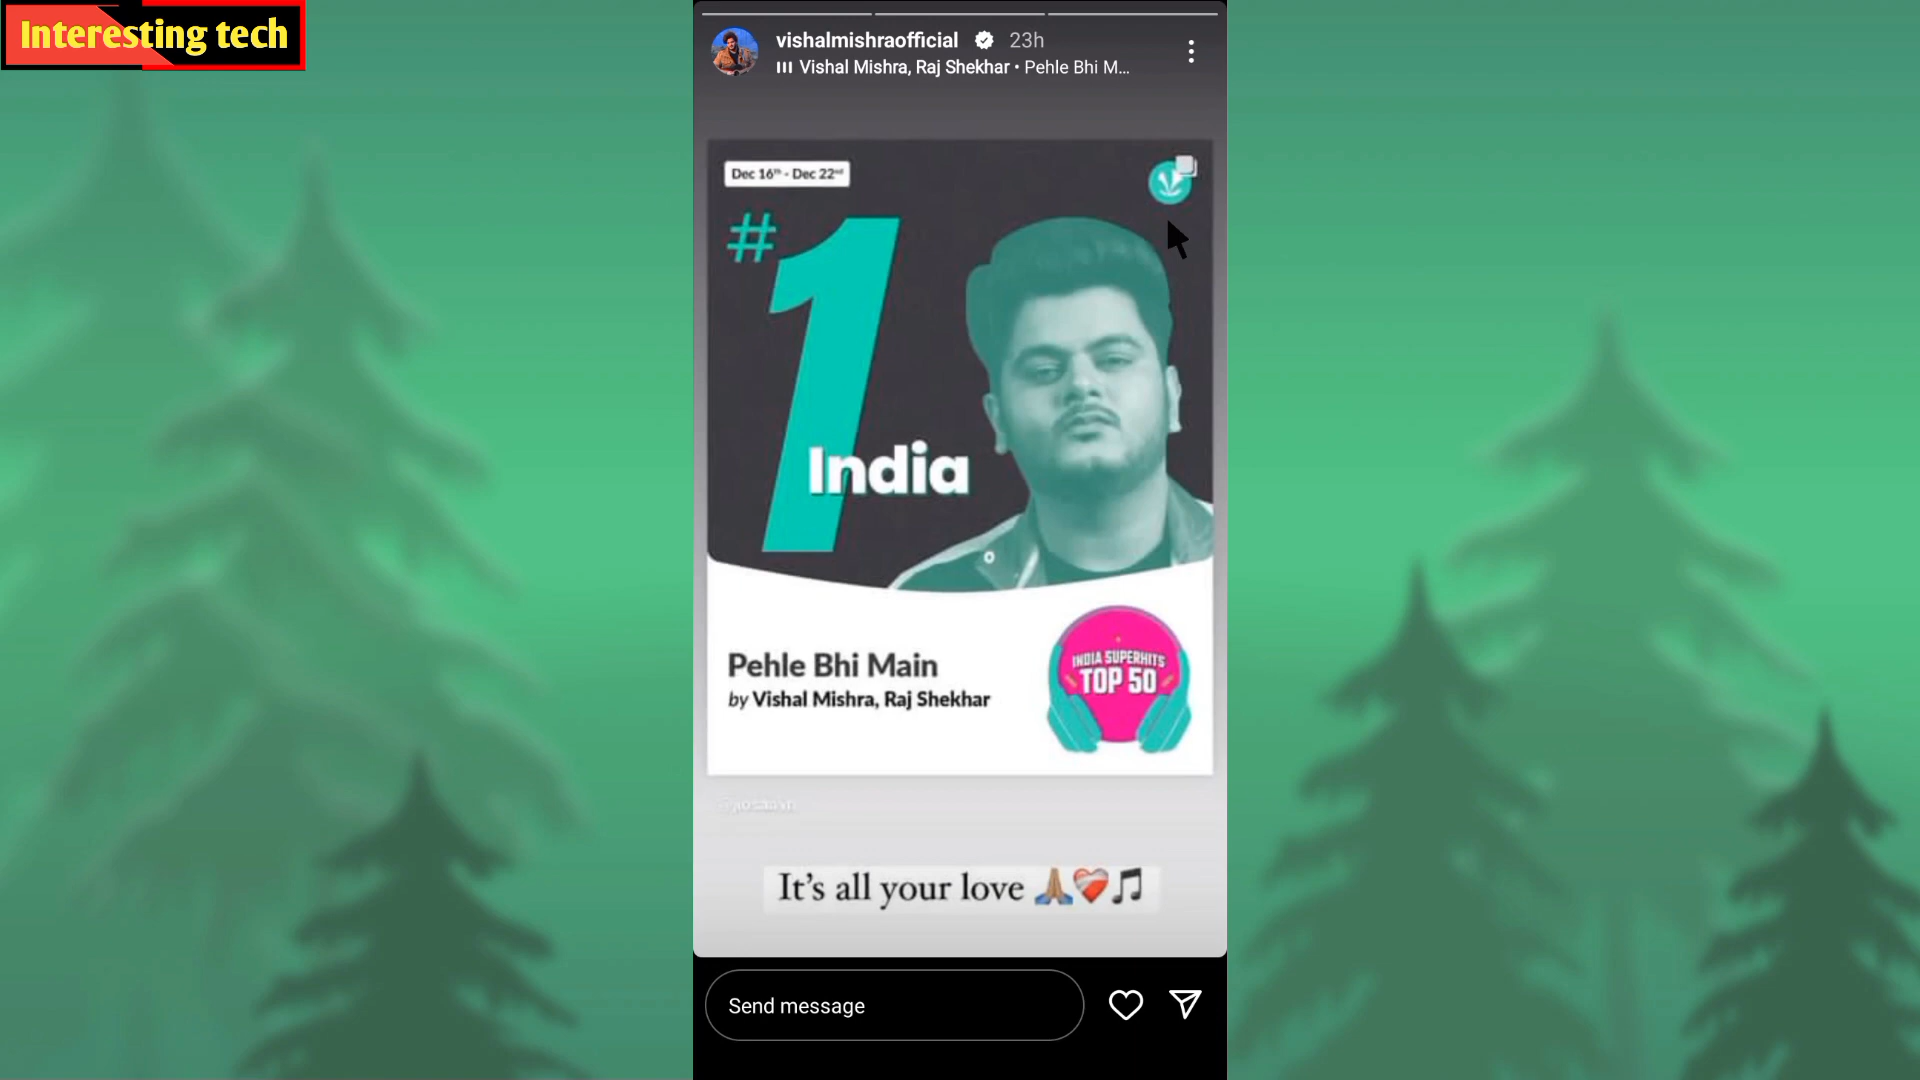 Interesting tech
vishalmishraofficial 23h
Vishal Mishra, Raj Shekhar • Pehle Bhi M...
Dec 16th - Dec 22nd
#1
India
Pehle Bhi Main
by Vishal Mishra, Raj Shekhar
INDIA SUPERHITS
TOP 50
@jiosaavn
It's all your love 🙏❤️‍🩹🎵
Send message